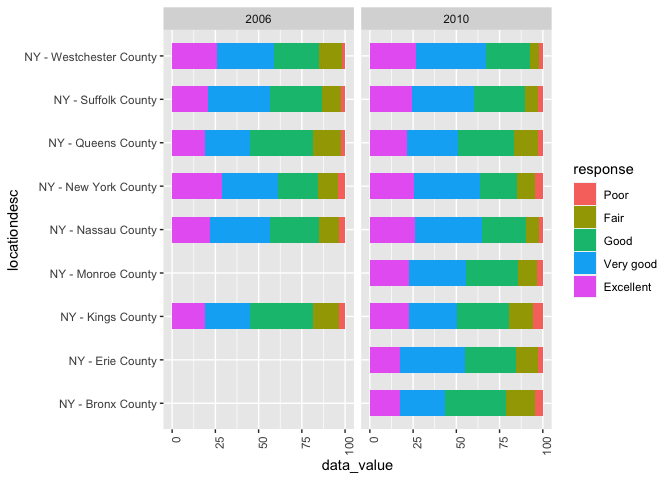 2006 2010
NY - Westchester County
NY - Suffolk County
NY - Queens County
NY - New York County
NY - Nassau County
NY - Monroe County
NY - Kings County
NY - Erie County
NY - Bronx County
locationdesc
0 25 50 75 100 0 25 50 75 100
data_value
response
Poor
Fair
Good
Very good
Excellent